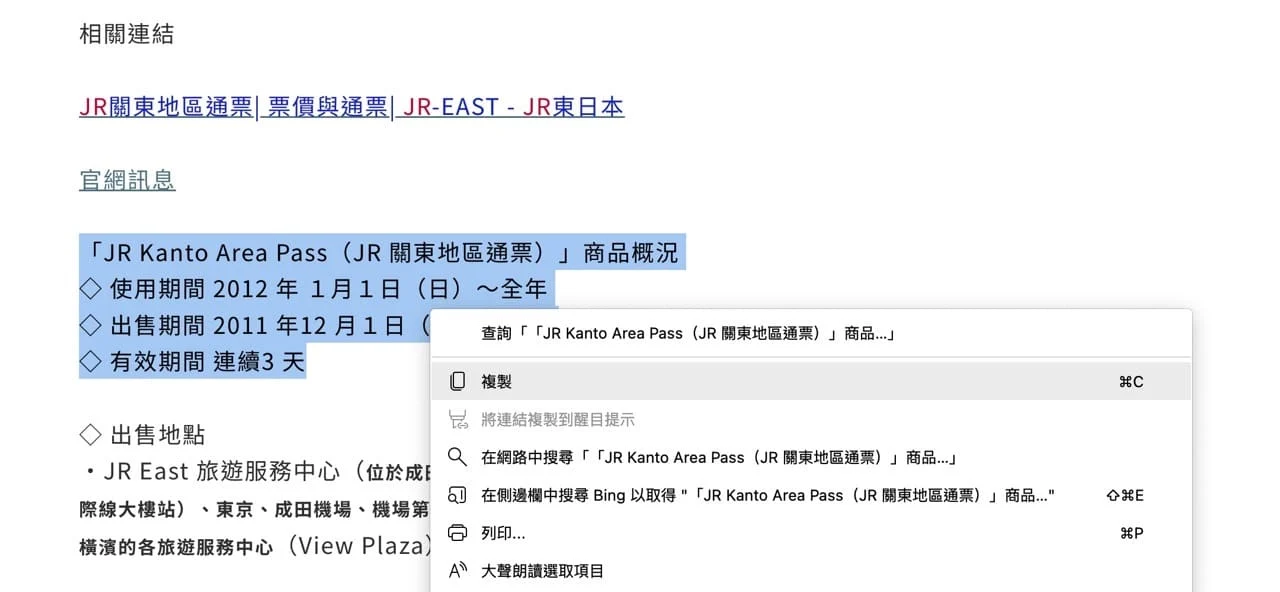 相關連結
JR關東地區通票| 票價與通票| JR-EAST - JR東日本
官網訊息
「JR Kanto Area Pass（JR 關東地區通票）」商品概況
◇ 使用期間 2012 年 １月１日（日）～全年
◇ 出售期間 2011 年12 月１日（
◇ 有效期間 連續3 天
◇ 出售地點
・JR East 旅遊服務中心（位於成
際線大樓站）、東京、成田機場、機場第
橫濱的各旅遊服務中心（View Plaza）
查詢「「JR Kanto Area Pass（JR 關東地區通票）」商品...」
複製 ⌘C
將連結複製到醒目提示
在網路中搜尋「「JR Kanto Area Pass（JR 關東地區通票）」商品...」
在側邊欄中搜尋 Bing 以取得 "「JR Kanto Area Pass（JR 關東地區通票）」商品..." ⇧⌘E
列印... ⌘P
大聲朗讀選取項目